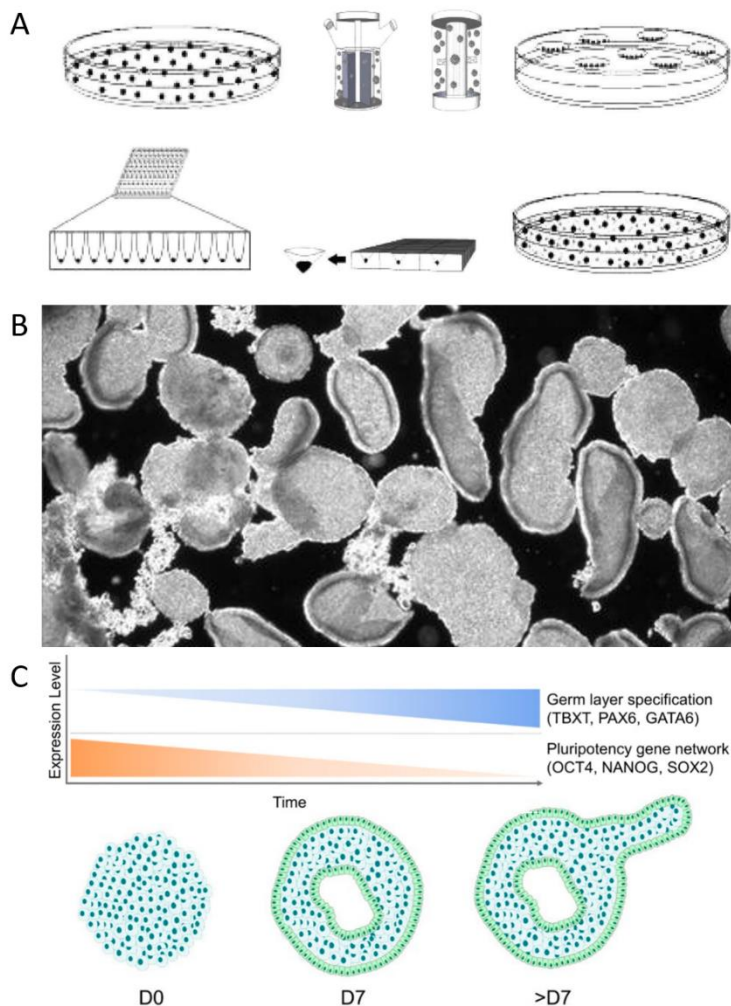 A
B
C
Expression Level
Germ layer specification
(TBXT, PAX6, GATA6)
Pluripotency gene network
(OCT4, NANOG, SOX2)
Time
D0
D7
>D7